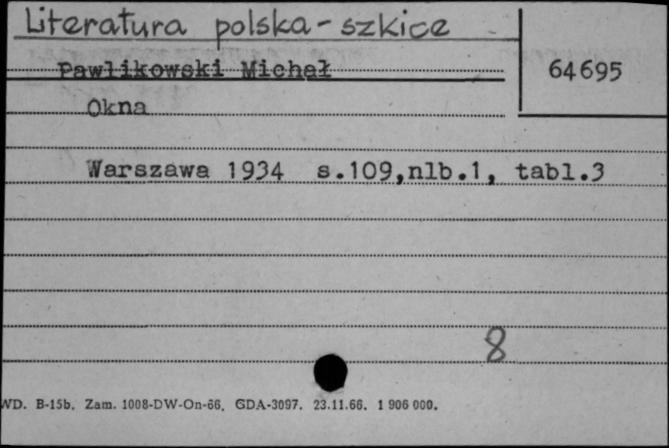 Literatura polska - szkice
Pawlikowski Michał
64695
Okna
Warszawa 1934 s.109,nlb.1, tabl.3
8
WD. B-15b. Zam. 1008-DW-On-66. GDA-3097. 23.11.66. 1 906 000.